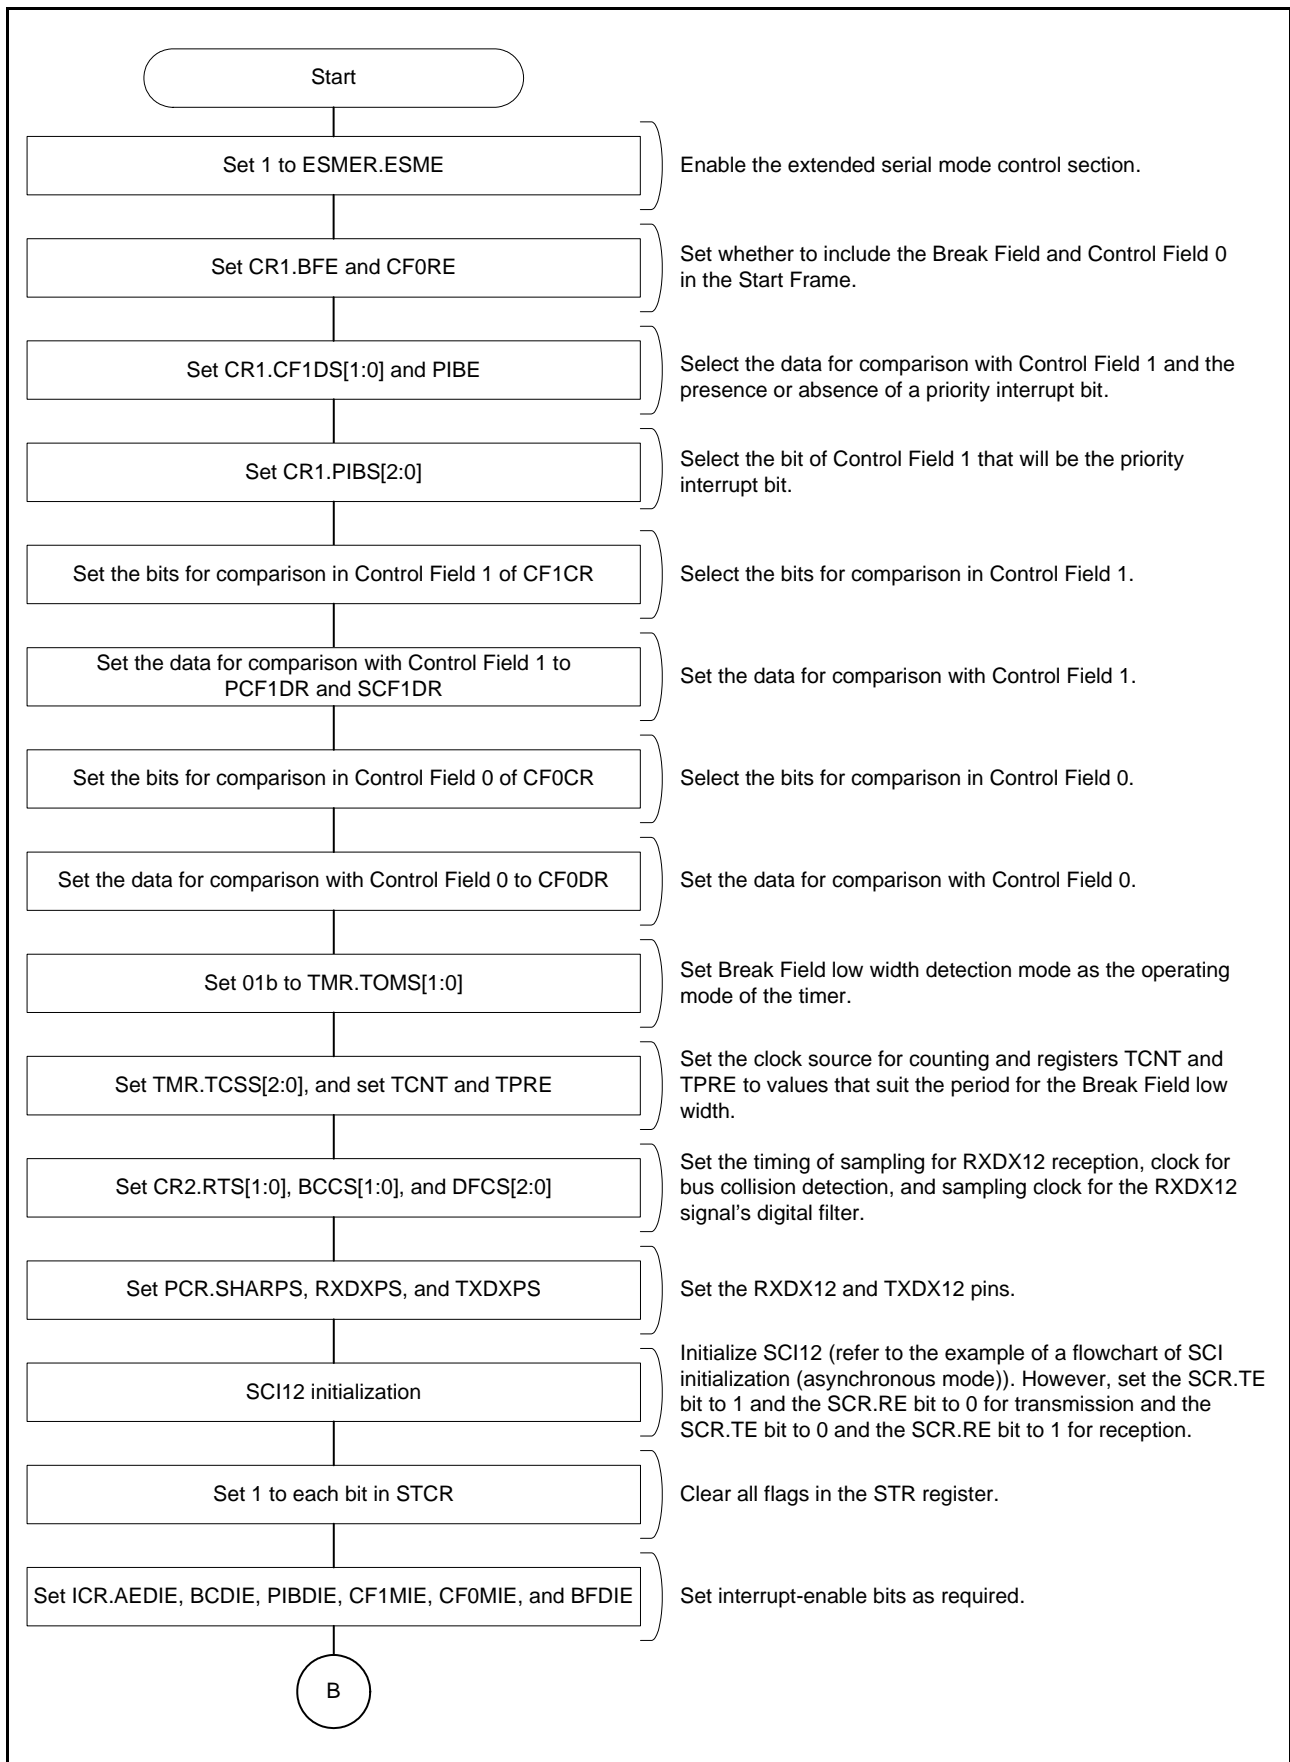 Start
Set 1 to ESMER.ESME
Enable the extended serial mode control section.
Set CR1.BFE and CF0RE
Set whether to include the Break Field and Control Field 0
in the Start Frame.
Set CR1.CF1DS[1:0] and PIBE
Select the data for comparison with Control Field 1 and the
presence or absence of a priority interrupt bit.
Set CR1.PIBS[2:0]
Select the bit of Control Field 1 that will be the priority
interrupt bit.
Set the bits for comparison in Control Field 1 of CF1CR
Select the bits for comparison in Control Field 1.
Set the data for comparison with Control Field 1 to
PCF1DR and SCF1DR
Set the data for comparison with Control Field 1.
Set the bits for comparison in Control Field 0 of CF0CR
Select the bits for comparison in Control Field 0.
Set the data for comparison with Control Field 0 to CF0DR
Set the data for comparison with Control Field 0.
Set 01b to TMR.TOMS[1:0]
Set Break Field low width detection mode as the operating
mode of the timer.
Set TMR.TCSS[2:0], and set TCNT and TPRE
Set the clock source for counting and registers TCNT and
TPRE to values that suit the period for the Break Field low
width.
Set CR2.RTS[1:0], BCCS[1:0], and DFCS[2:0]
Set the timing of sampling for RXDX12 reception, clock for
bus collision detection, and sampling clock for the RXDX12
signal's digital filter.
Set PCR.SHARPS, RXDXPS, and TXDXPS
Set the RXDX12 and TXDX12 pins.
SCI12 initialization
Initialize SCI12 (refer to the example of a flowchart of SCI
initialization (asynchronous mode)). However, set the SCR.TE
bit to 1 and the SCR.RE bit to 0 for transmission and the
SCR.TE bit to 0 and the SCR.RE bit to 1 for reception.
Set 1 to each bit in STCR
Clear all flags in the STR register.
Set ICR.AEDIE, BCDIE, PIBDIE, CF1MIE, CF0MIE, and BFDIE
Set interrupt-enable bits as required.
B